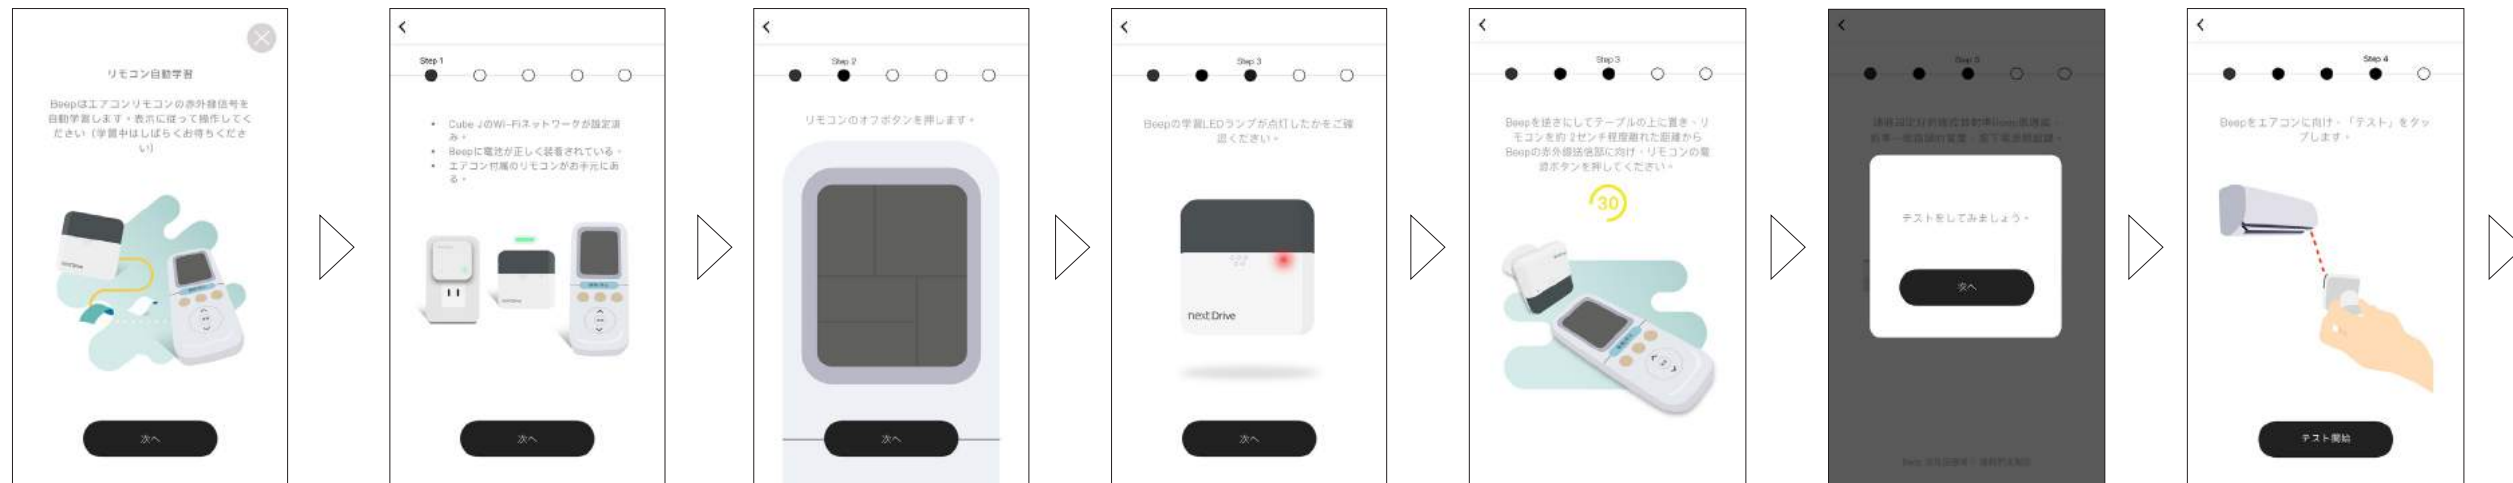 リモコン自動学習
Beepはエアコンリモコンの赤外線信号を
自動学習します。表示に従って操作してく
ださい（学習中はしばらくお待ちくださ
い）
次へ
Step 1
• Cube JのWi-Fiネットワークが設定済
み。
• Beepに電池が正しく装着されている。
• エアコン付属のリモコンがお手元にあ
る。
次へ
Step 2
リモコンのオフボタンを押します。
次へ
Step 3
Beepの学習LEDランプが点灯したかをご確
認ください。
next Drive
次へ
Step 3
Beepを逆さにしてテーブルの上に置き、リ
モコンを約 2センチ程度離れた距離から
Beepの赤外線送信部に向け、リモコンの電
源ボタンを押してください。
30
Step 3
テストをしてみましょう。
次へ
Step 4
Beepをエアコンに向け、「テスト」をタッ
プします。
テスト開始